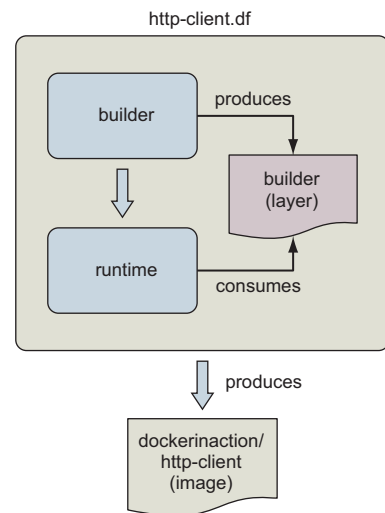 http-client.df
builder
produces
builder
(layer)
runtime
consumes
produces
dockerinaction/
http-client
(image)